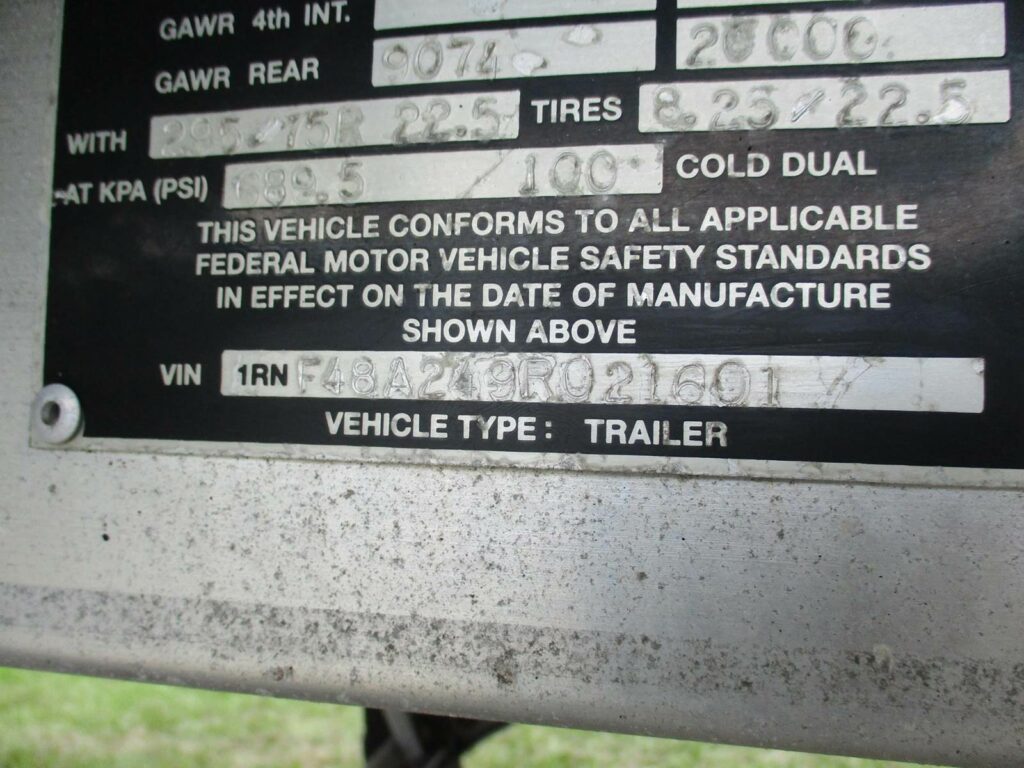 GAWR 4th INT.
GAWR REAR 9074 20000
WITH 295/75R 22.5 TIRES 8.25/22.5
AT KPA (PSI) 689.5 / 100 COLD DUAL
THIS VEHICLE CONFORMS TO ALL APPLICABLE
FEDERAL MOTOR VEHICLE SAFETY STANDARDS
IN EFFECT ON THE DATE OF MANUFACTURE
SHOWN ABOVE
VIN 1RNF48A249R021601
VEHICLE TYPE: TRAILER